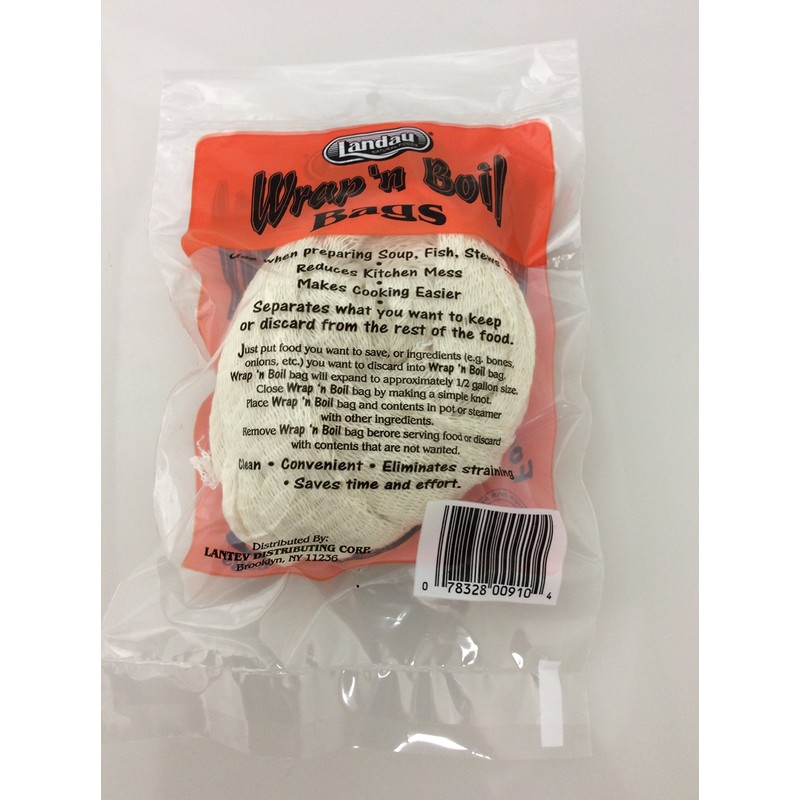 Landau
NATURAL FOODS
Wrap 'n Boil
Bags
Use when preparing Soup, Fish, Stews ...
• Reduces Kitchen Mess
• Makes Cooking Easier
• Separates what you want to keep
or discard from the rest of the food.
Just put food you want to save, or ingredients (e.g. bones,
onions, etc.) you want to discard into Wrap 'n Boil bag.
Wrap 'n Boil bag will expand to approximately 1/2 gallon size.
Close Wrap 'n Boil bag by making a simple knot.
Place Wrap 'n Boil bag and contents in pot or steamer
with other ingredients.
Remove Wrap 'n Boil bag berore serving food or discard
with contents that are not wanted.
Clean • Convenient • Eliminates straining
• Saves time and effort.
Distributed By:
LANTEV DISTRIBUTING CORP.
Brooklyn, NY 11236
0 78328 00910 4